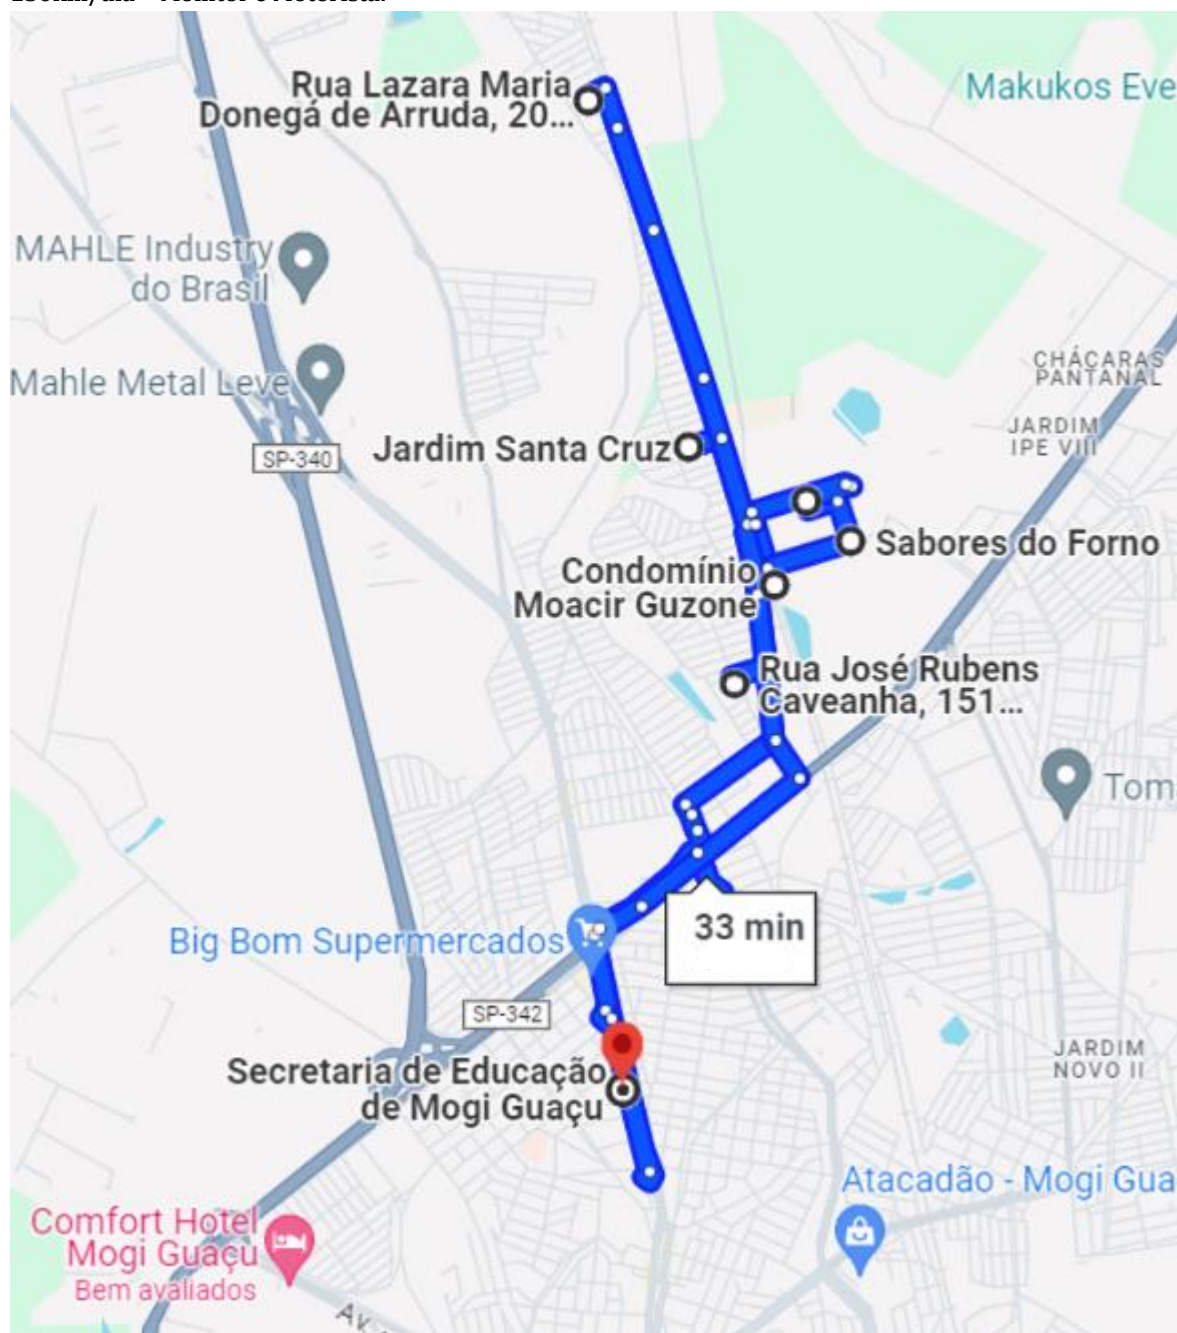 Rua Lazara Maria
Donegá de Arruda, 20...
Makukos Eve
MAHLE Industry
do Brasil
Mahle Metal Leve
CHÁCARAS
PANTANAL
JARDIM
IPE VIII
SP-340
Jardim Santa Cruz
Sabores do Forno
Condomínio
Moacir Guzone
Rua José Rubens
Caveanha, 151...
Tom
33 min
Big Bom Supermercados
SP-342
Secretaria de Educação
de Mogi Guaçu
JARDIM
NOVO II
Atacadão - Mogi Gua
Comfort Hotel
Mogi Guaçu
Bem avaliados
Av.